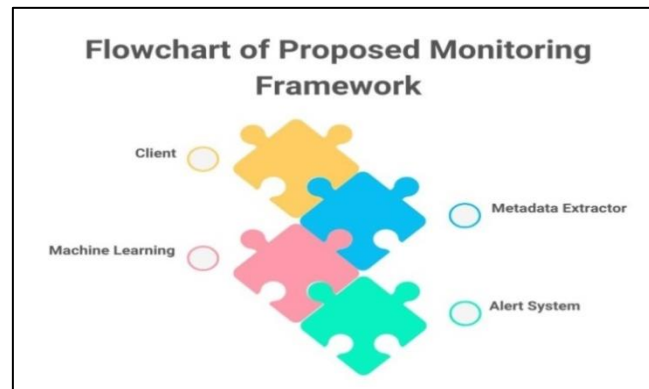 Flowchart of Proposed Monitoring
Framework
Client
Metadata Extractor
Machine Learning
Alert System